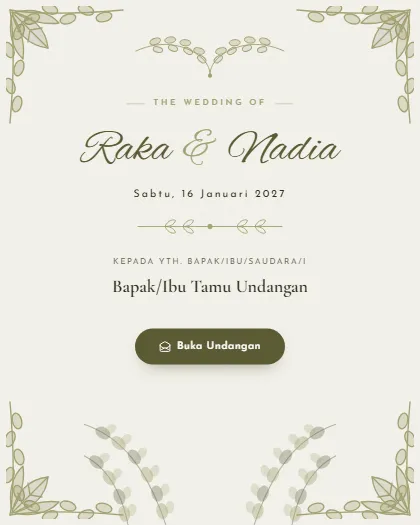 THE WEDDING OF
Raka & Nadia
Sabtu, 16 Januari 2027
KEPADA YTH. BAPAK/IBU/SAUDARA/I
Bapak/Ibu Tamu Undangan
Buka Undangan